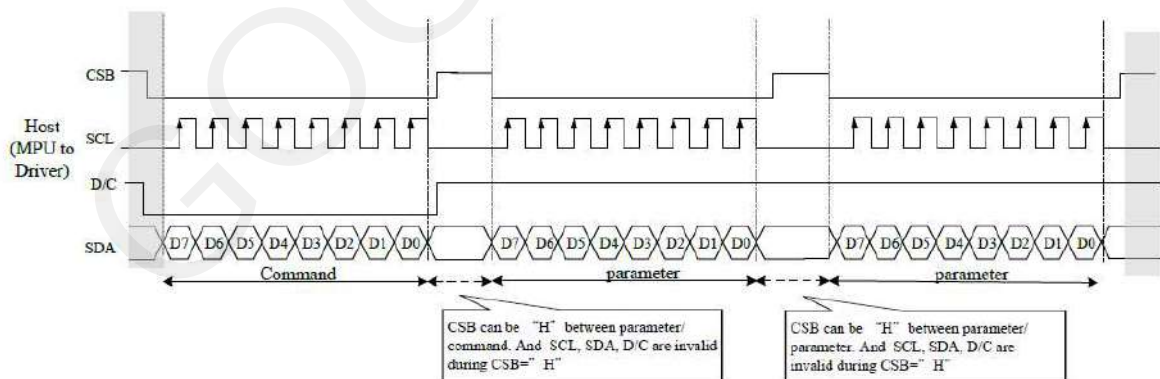 CSB
Host
(MPU to
Driver)
SCL
D/C
SDA
D7 D6 D5 D4 D3 D2 D1 D0 D7 D6 D5 D4 D3 D2 D1 D0 D7 D6 D5 D4 D3 D2 D1 D0
Command parameter parameter
CSB can be “H” between parameter/
command. And SCL, SDA, D/C are invalid
during CSB=”H”
CSB can be “H” between parameter/
parameter. And SCL, SDA, D/C are
invalid during CSB=”H”